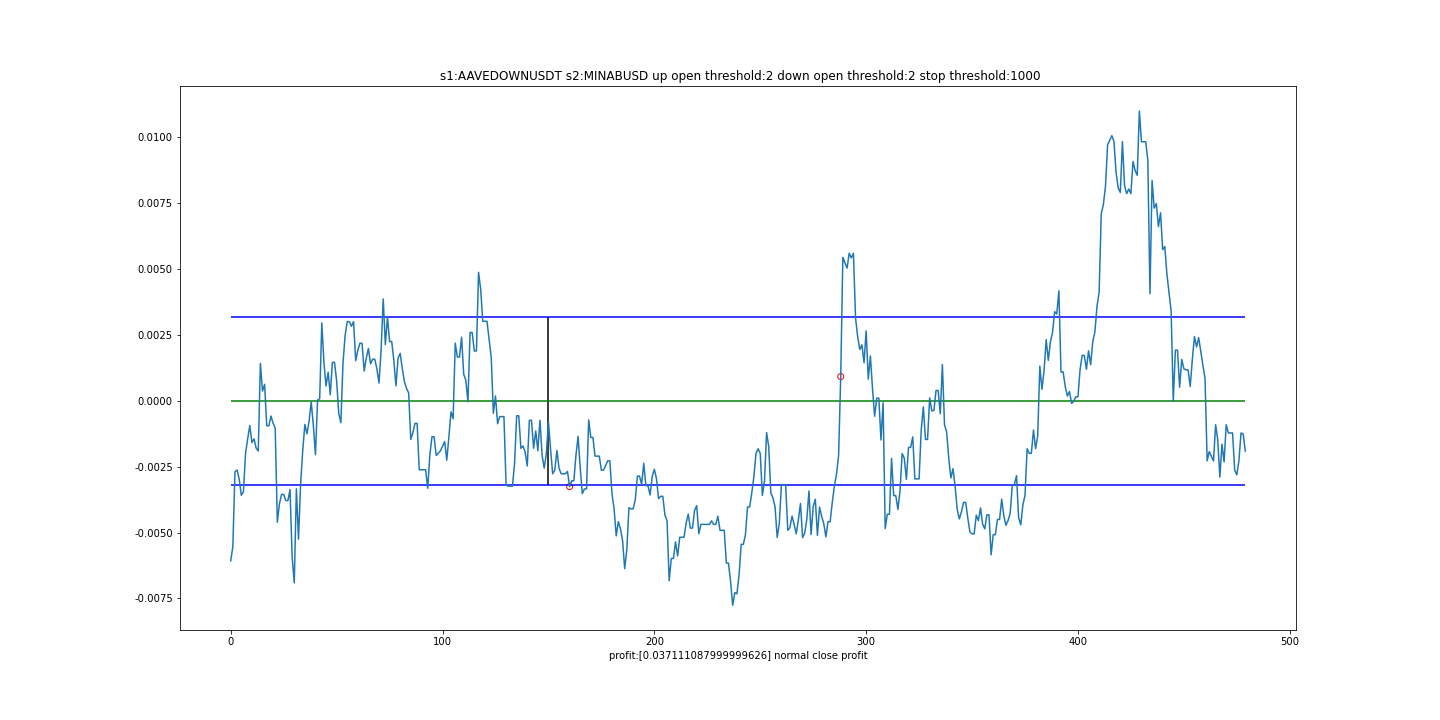 s1:AAVEDOWNUSDT s2:MINABUSD up open threshold:2 down open threshold:2 stop threshold:1000
0.0100
0.0075
0.0050
0.0025
0.0000
-0.0025
-0.0050
-0.0075
0 100 200 300 400 500
profit:[0.037111087999999626] normal close profit